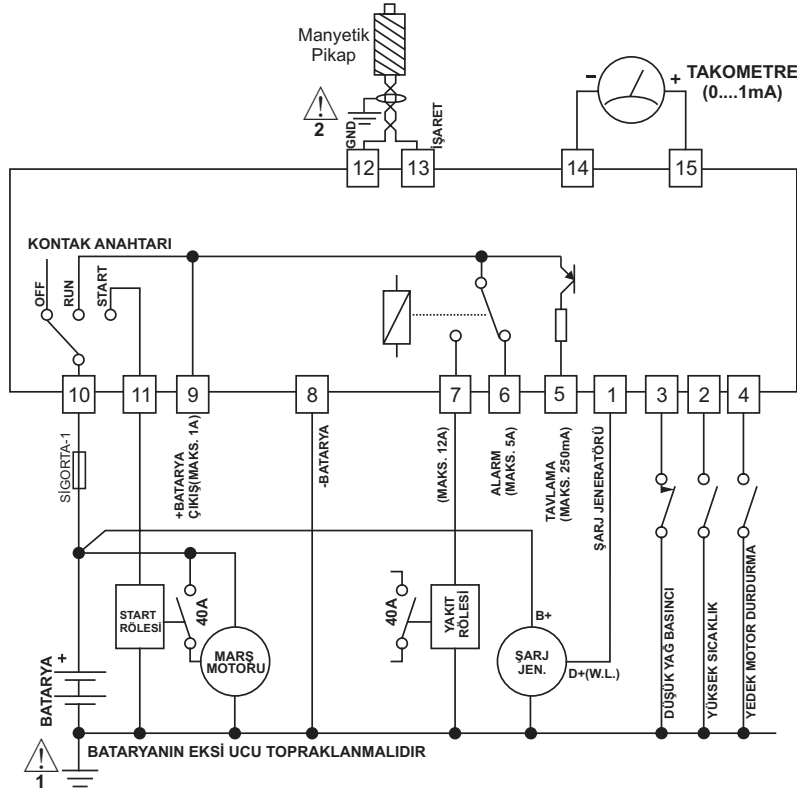 Manyetik
Pikap
TAKOMETRE
(0....1mA)
-
+
2
GND
İŞARET
12
13
14
15
KONTAK ANAHTARI
OFF
RUN
START
10
11
9
8
7
6
5
1
3
2
4
SİGORTA-1
+BATARYA
ÇIKIŞ(MAKS. 1A)
-BATARYA
(MAKS. 12A)
ALARM
(MAKS. 5A)
TAVLAMA
(MAKS. 250mA)
ŞARJ JENERATÖRÜ
START
RÖLESİ
40A
MARŞ
MOTORU
40A
YAKIT
RÖLESİ
B+
ŞARJ
JEN.
D+(W.L.)
DÜŞÜK YAĞ BASINCI
YÜKSEK SICAKLIK
YEDEK MOTOR DURDURMA
BATARYA
+
BATARYANIN EKSİ UCU TOPRAKLANMALIDIR
1